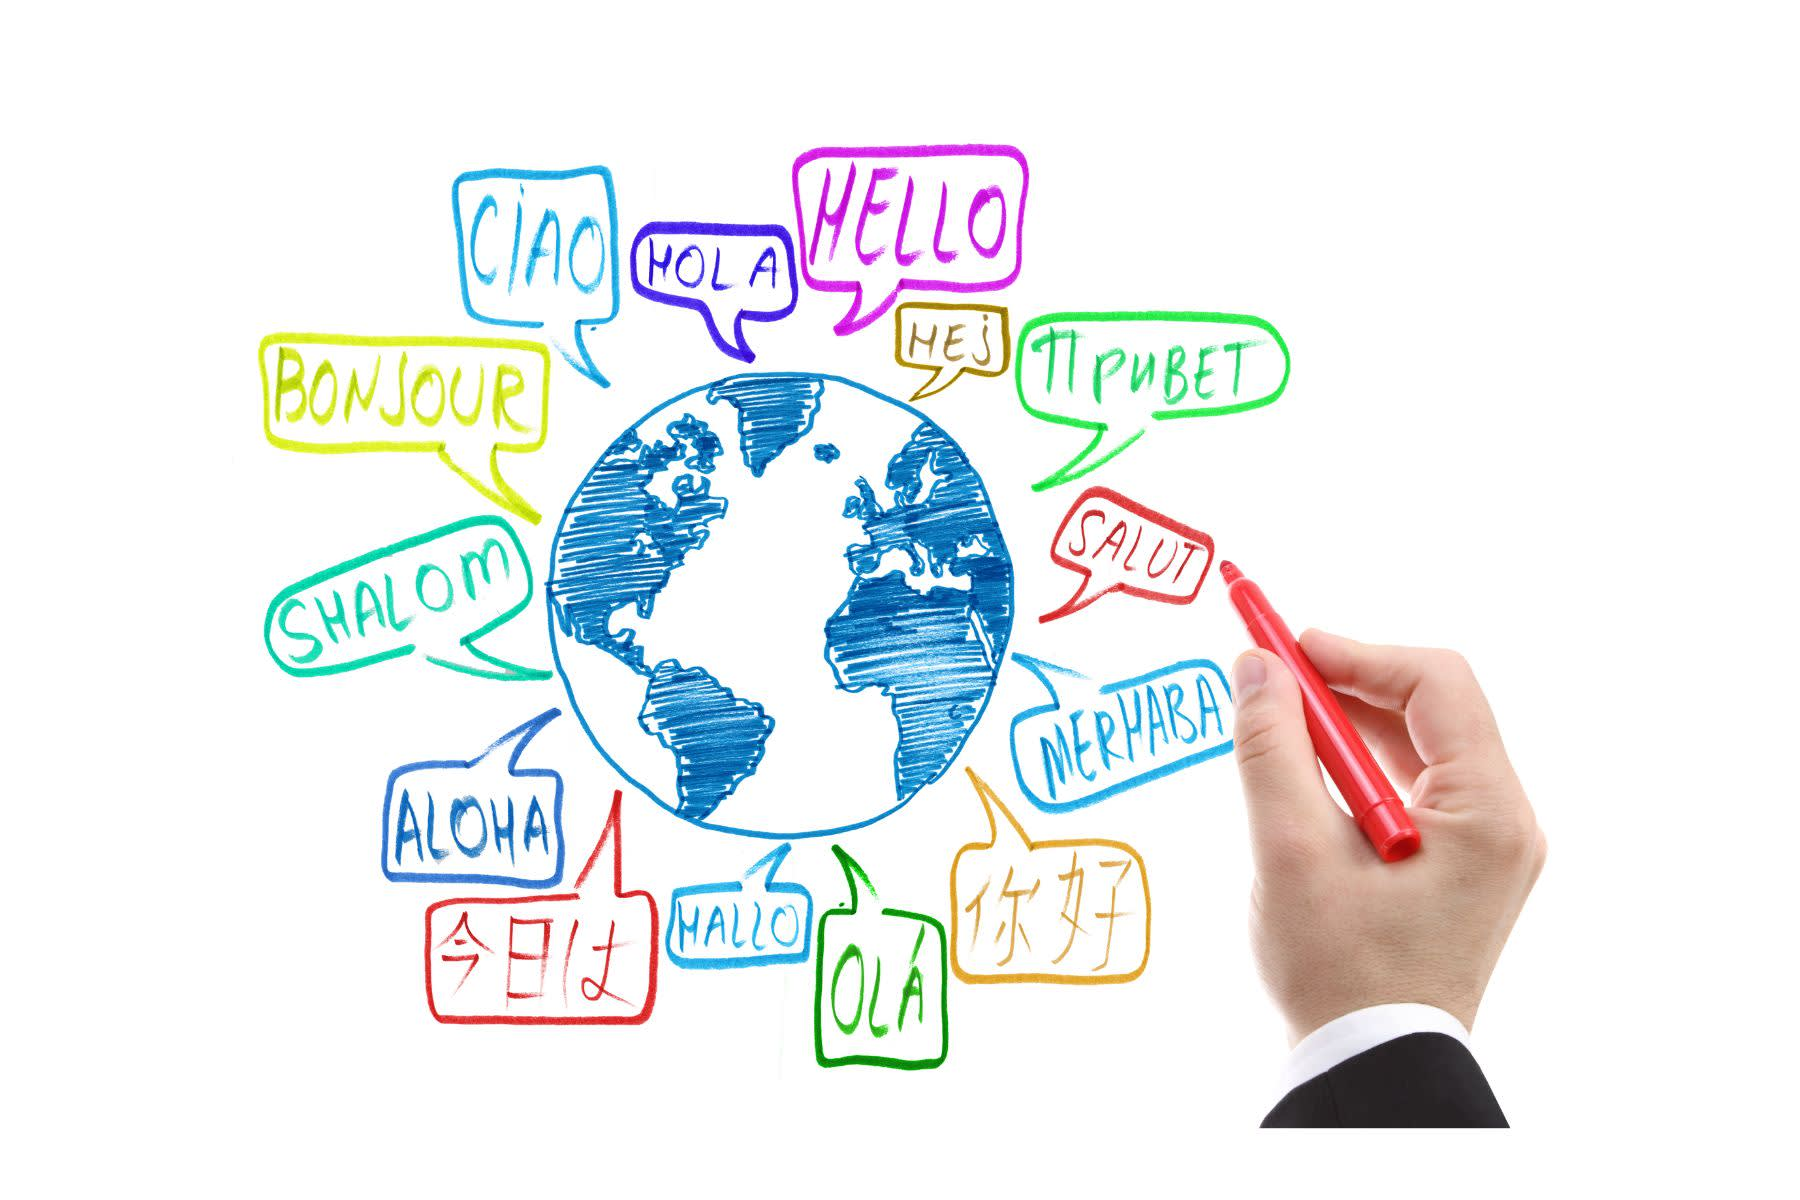 CIAO
HOLA
HELLO
HEJ
ПРИВЕТ
BONJOUR
SALUT
SHALOM
MERHABA
ALOHA
你好
今日は
HALLO
OLÁ